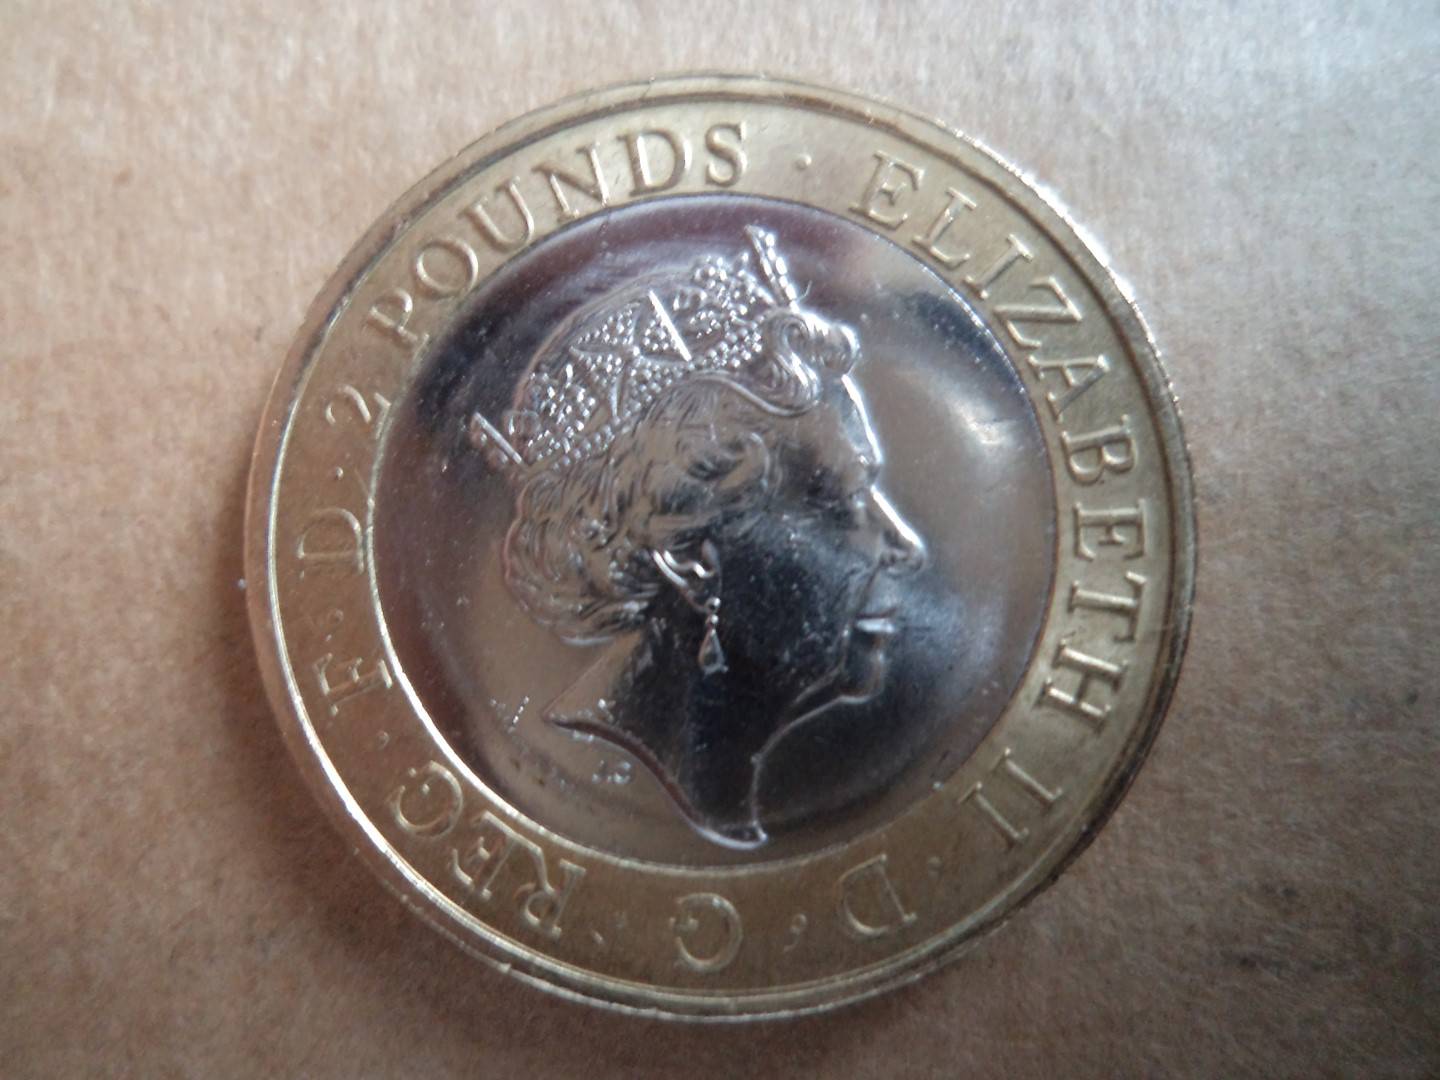 ELIZABETH II · D · G · REG · F · D · 2 POUNDS ·